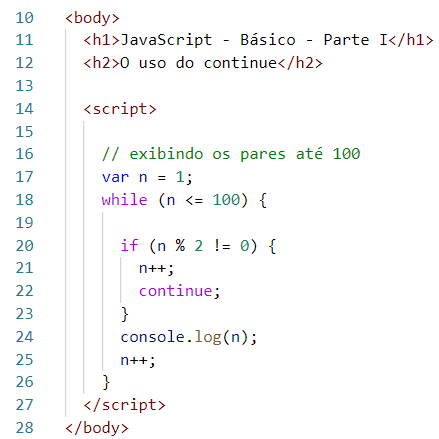 10 <body>
11 <h1>JavaScript - Básico - Parte I</h1>
12 <h2>O uso do continue</h2>
13
14 <script>
15
16 // exibindo os pares até 100
17 var n = 1;
18 while (n <= 100) {
19
20 if (n % 2 != 0) {
21 n++;
22 continue;
23 }
24 console.log(n);
25 n++;
26 }
27 </script>
28 </body>